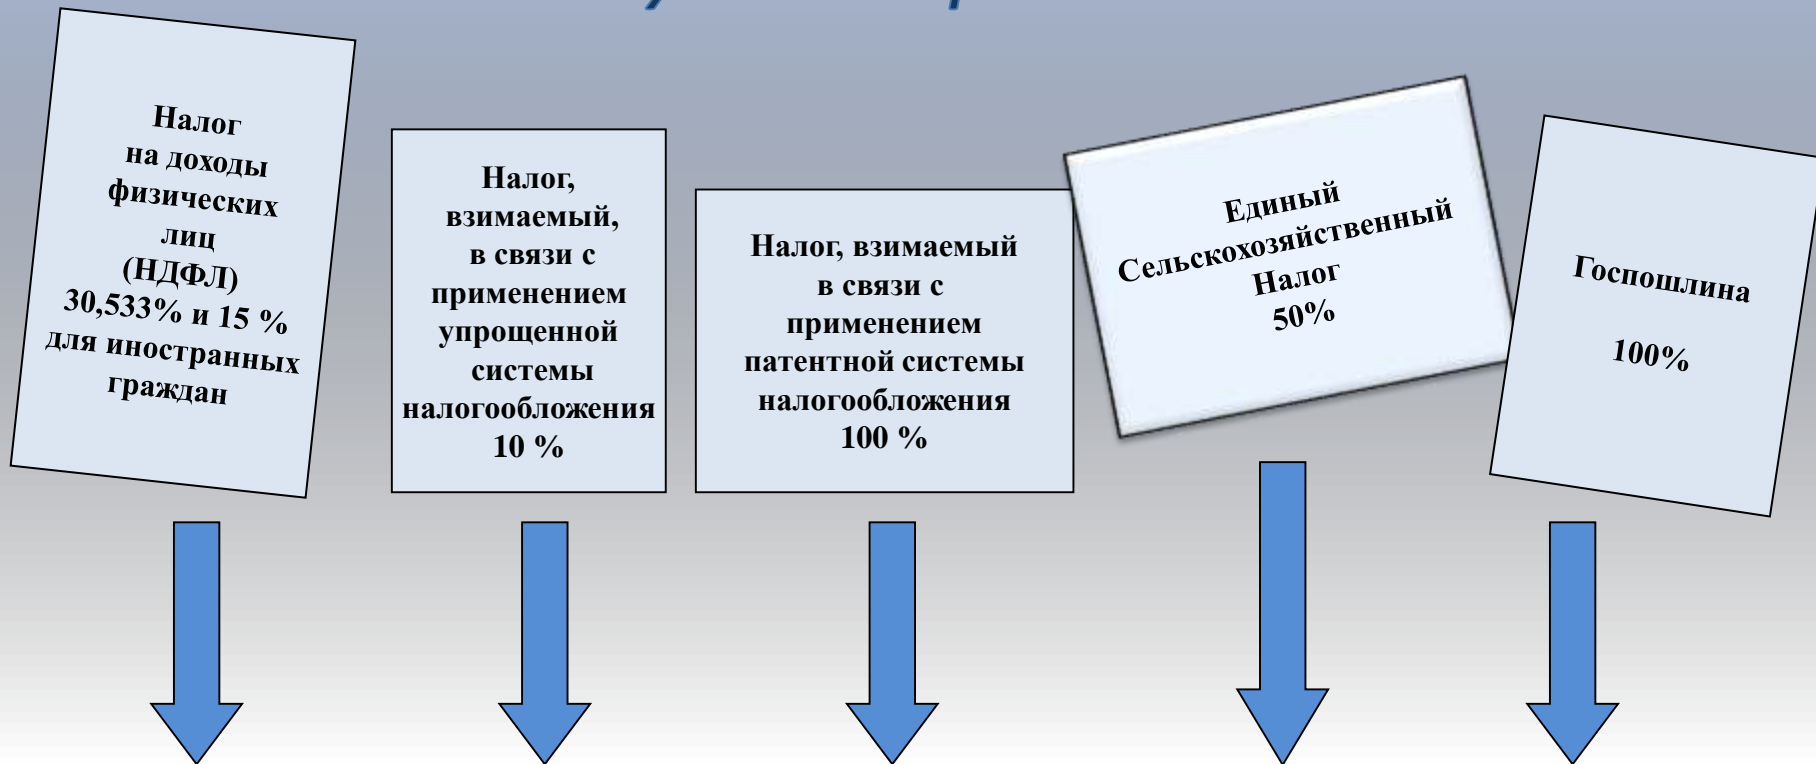 Налог
на доходы
физических
лиц
(НДФЛ)
30,533% и 15 %
для иностранных
граждан
Налог,
взимаемый,
в связи с
применением
упрощенной
системы
налогообложения
10 %
Налог, взимаемый
в связи с
применением
патентной системы
налогообложения
100 %
Единый
Сельскохозяйственный
Налог
50%
Госпошлина
100%